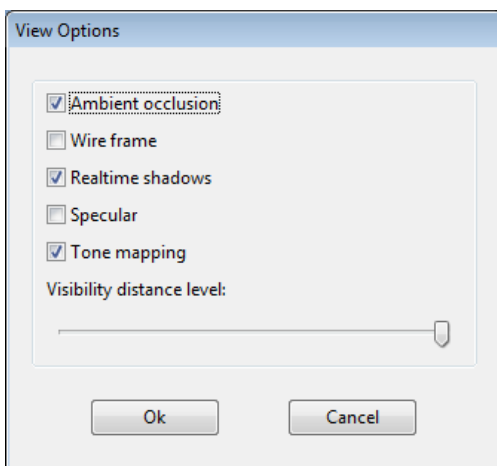 View Options
Ambient occlusion
Wire frame
Realtime shadows
Specular
Tone mapping
Visibility distance level:
Ok
Cancel